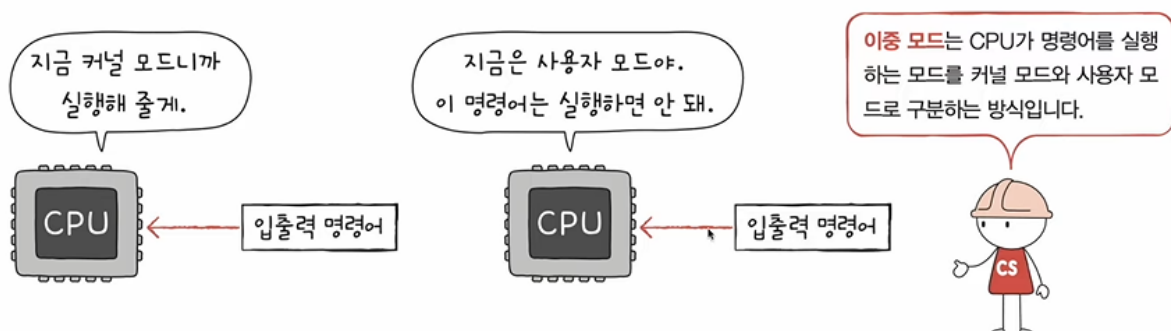 지금 커널 모드니까
실행해 줄게.
CPU
입출력 명령어
지금은 사용자 모드야.
이 명령어는 실행하면 안 돼.
CPU
입출력 명령어
이중 모드는 CPU가 명령어를 실행
하는 모드를 커널 모드와 사용자 모
드로 구분하는 방식입니다.
CS